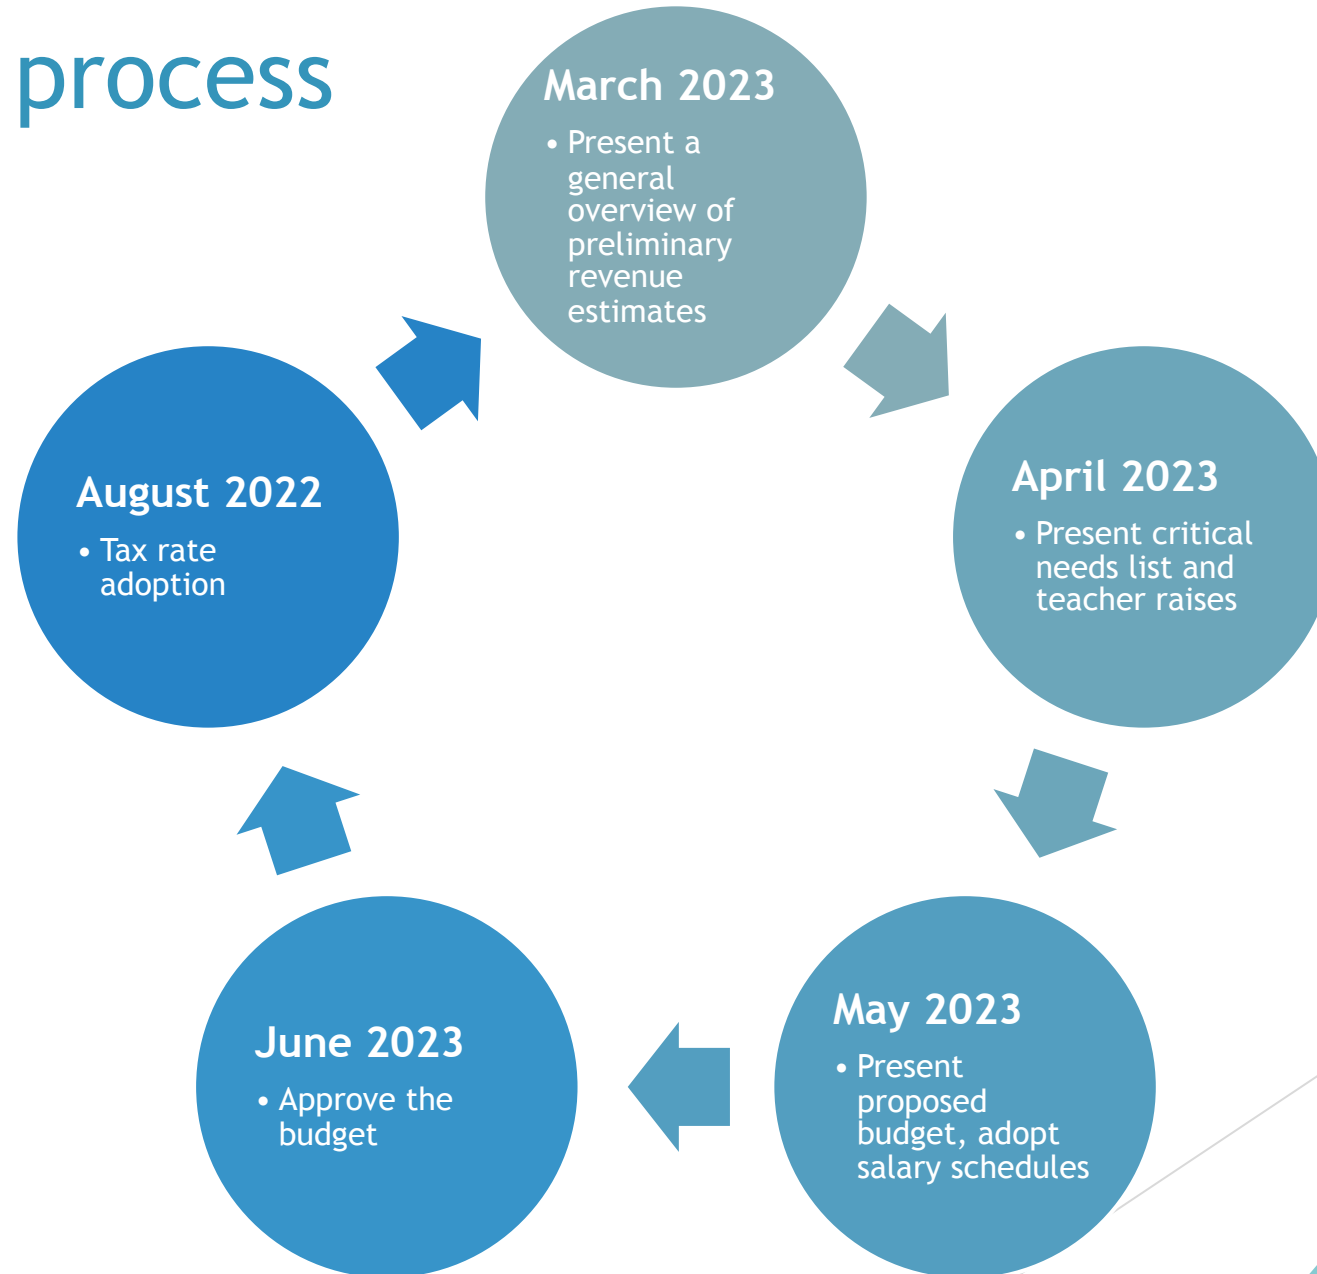 process
March 2023
• Present a
general
overview of
preliminary
revenue
estimates
April 2023
• Present critical
needs list and
teacher raises
May 2023
• Present
proposed
budget, adopt
salary schedules
June 2023
• Approve the
budget
August 2022
• Tax rate
adoption